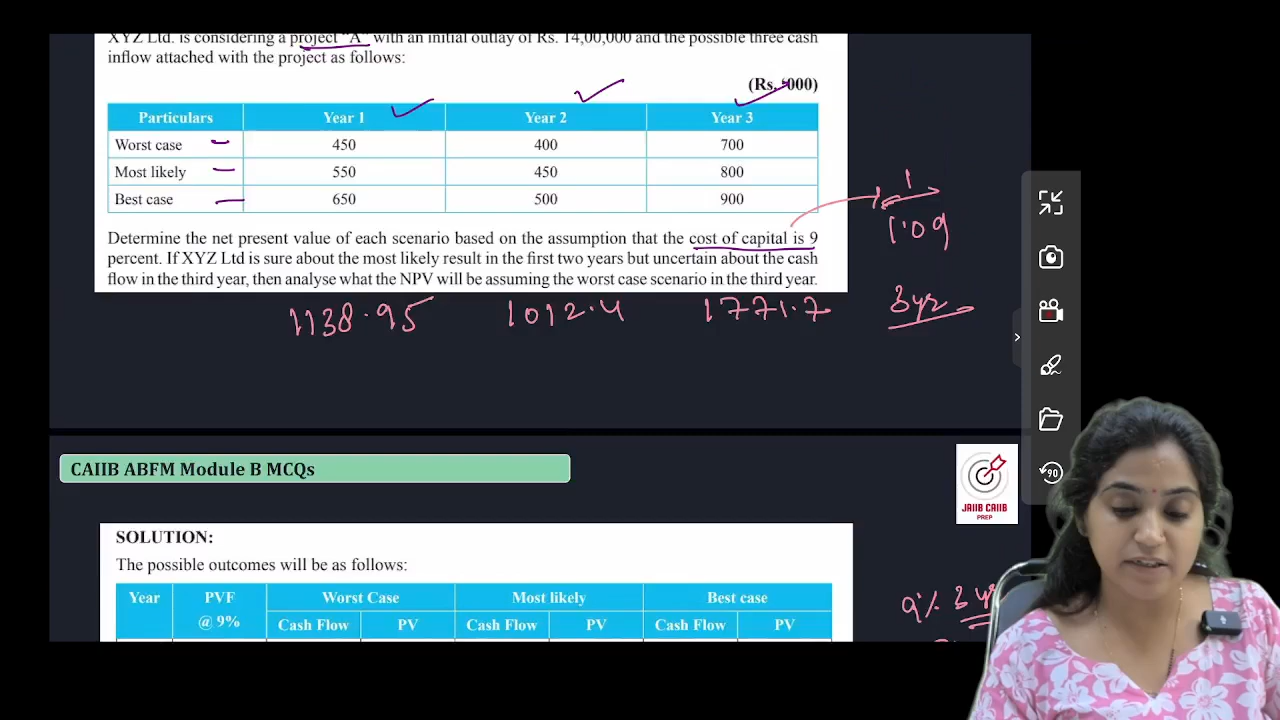 XYZ Ltd. is considering a project "A" with an initial outlay of Rs. 14,00,000 and the possible three cash
inflow attached with the project as follows:
(Rs. '000)
Particulars Year 1 Year 2 Year 3
Worst case 450 400 700
Most likely 550 450 800
Best case 650 500 900
1
1.09
Determine the net present value of each scenario based on the assumption that the cost of capital is 9
percent. If XYZ Ltd is sure about the most likely result in the first two years but uncertain about the cash
flow in the third year, then analyse what the NPV will be assuming the worst case scenario in the third year.
1138.95 1012.4 1771.7 3yr
CAIIB ABFM Module B MCQs
JAIIB CAIIB
PREP
90
SOLUTION:
The possible outcomes will be as follows:
Year PVF Worst Case Most likely Best case
@ 9% Cash Flow PV Cash Flow PV Cash Flow PV
9% 3 yr